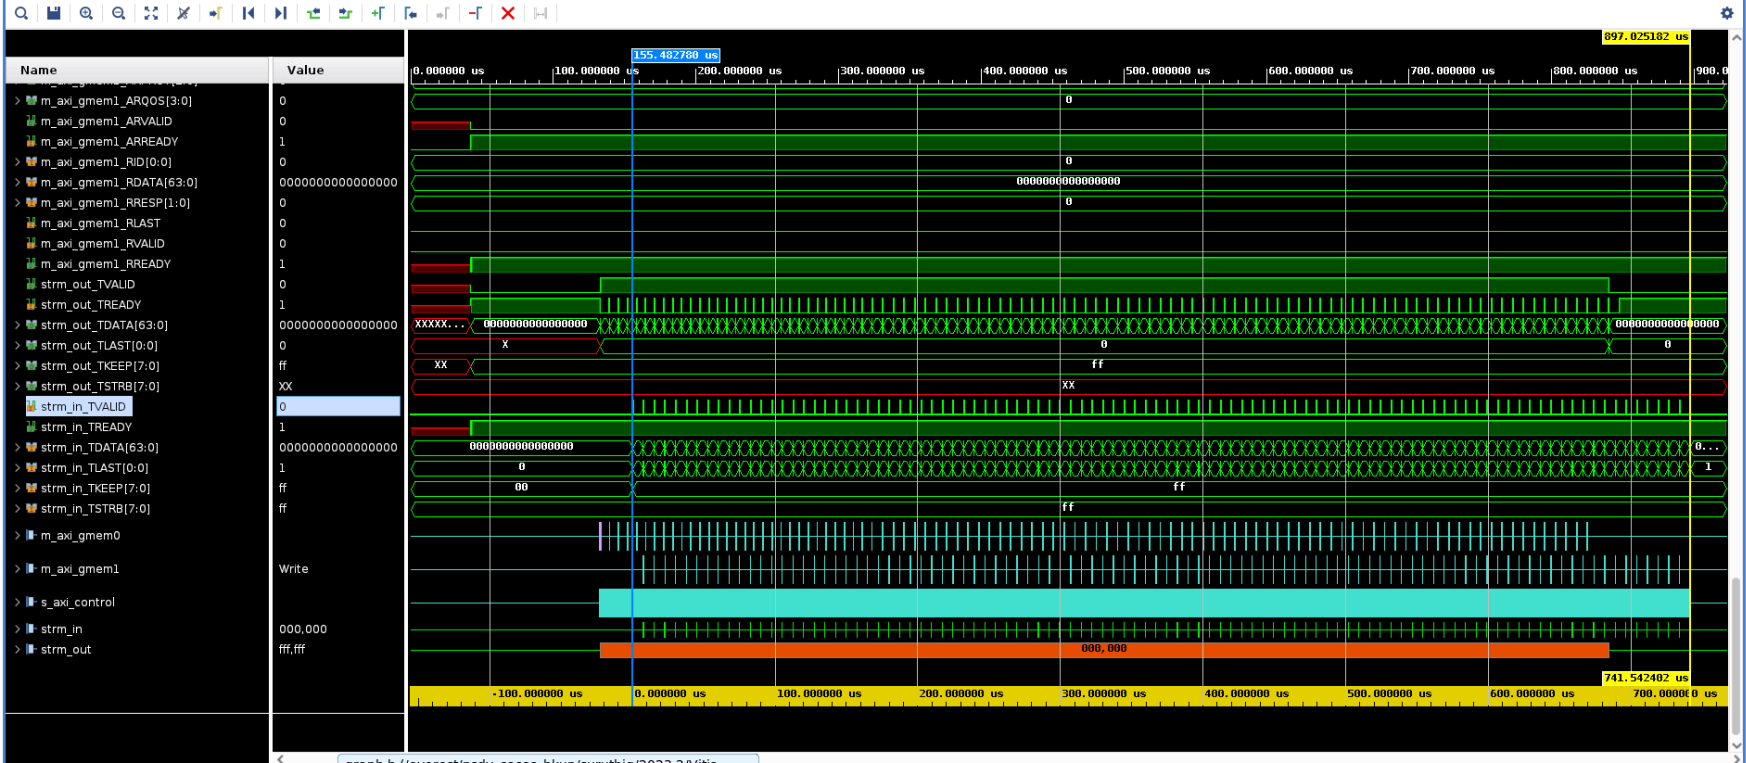 897.025182 us
155.482780 us
Name Value
0.000000 us 100.000000 us 200.000000 us 300.000000 us 400.000000 us 500.000000 us 600.000000 us 700.000000 us 800.000000 us 900.0
m_axi_gmem1_ARQOS[3:0] 0 0
m_axi_gmem1_ARVALID 0
m_axi_gmem1_ARREADY 1
m_axi_gmem1_RID[0:0] 0 0
m_axi_gmem1_RDATA[63:0] 0000000000000000 0000000000000000
m_axi_gmem1_RRESP[1:0] 0 0
m_axi_gmem1_RLAST 0
m_axi_gmem1_RVALID 0
m_axi_gmem1_RREADY 1
strm_out_TVALID 0
strm_out_TREADY 1
strm_out_TDATA[63:0] 0000000000000000 XXXXX... 0000000000000000 0000000000000000
strm_out_TLAST[0:0] 0 X 0 0
strm_out_TKEEP[7:0] ff XX ff
strm_out_TSTRB[7:0] XX XX
strm_in_TVALID 0
strm_in_TREADY 1
strm_in_TDATA[63:0] 0000000000000000 0000000000000000 0...
strm_in_TLAST[0:0] 1 0 1
strm_in_TKEEP[7:0] ff 00 ff
strm_in_TSTRB[7:0] ff ff
m_axi_gmem0
m_axi_gmem1 Write
s_axi_control
strm_in 000,000
strm_out fff,fff 000,000
741.542402 us
-100.000000 us 0.000000 us 100.000000 us 200.000000 us 300.000000 us 400.000000 us 500.000000 us 600.000000 us 700.000000 us